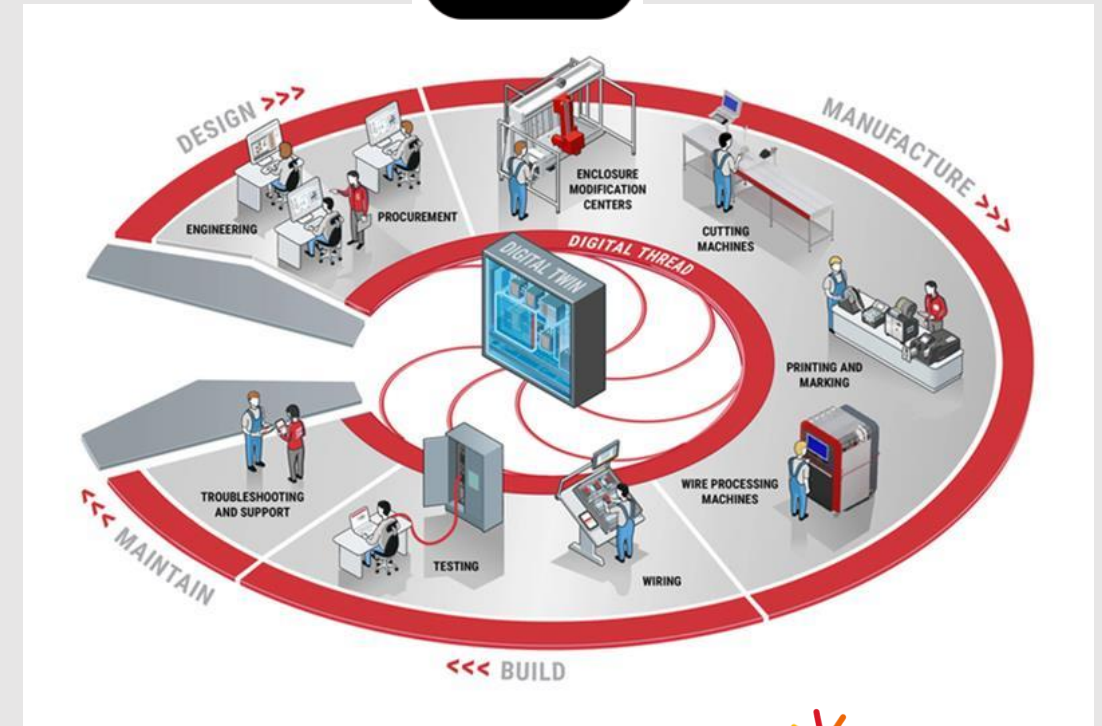 DESIGN >>>
MANUFACTURE >>>
ENGINEERING
PROCUREMENT
ENCLOSURE
MODIFICATION
CENTERS
CUTTING
MACHINES
DIGITAL THREAD
DIGITAL TWIN
PRINTING AND
MARKING
WIRE PROCESSING
MACHINES
WIRING
TESTING
TROUBLESHOOTING
AND SUPPORT
<<< MAINTAIN
<<< BUILD